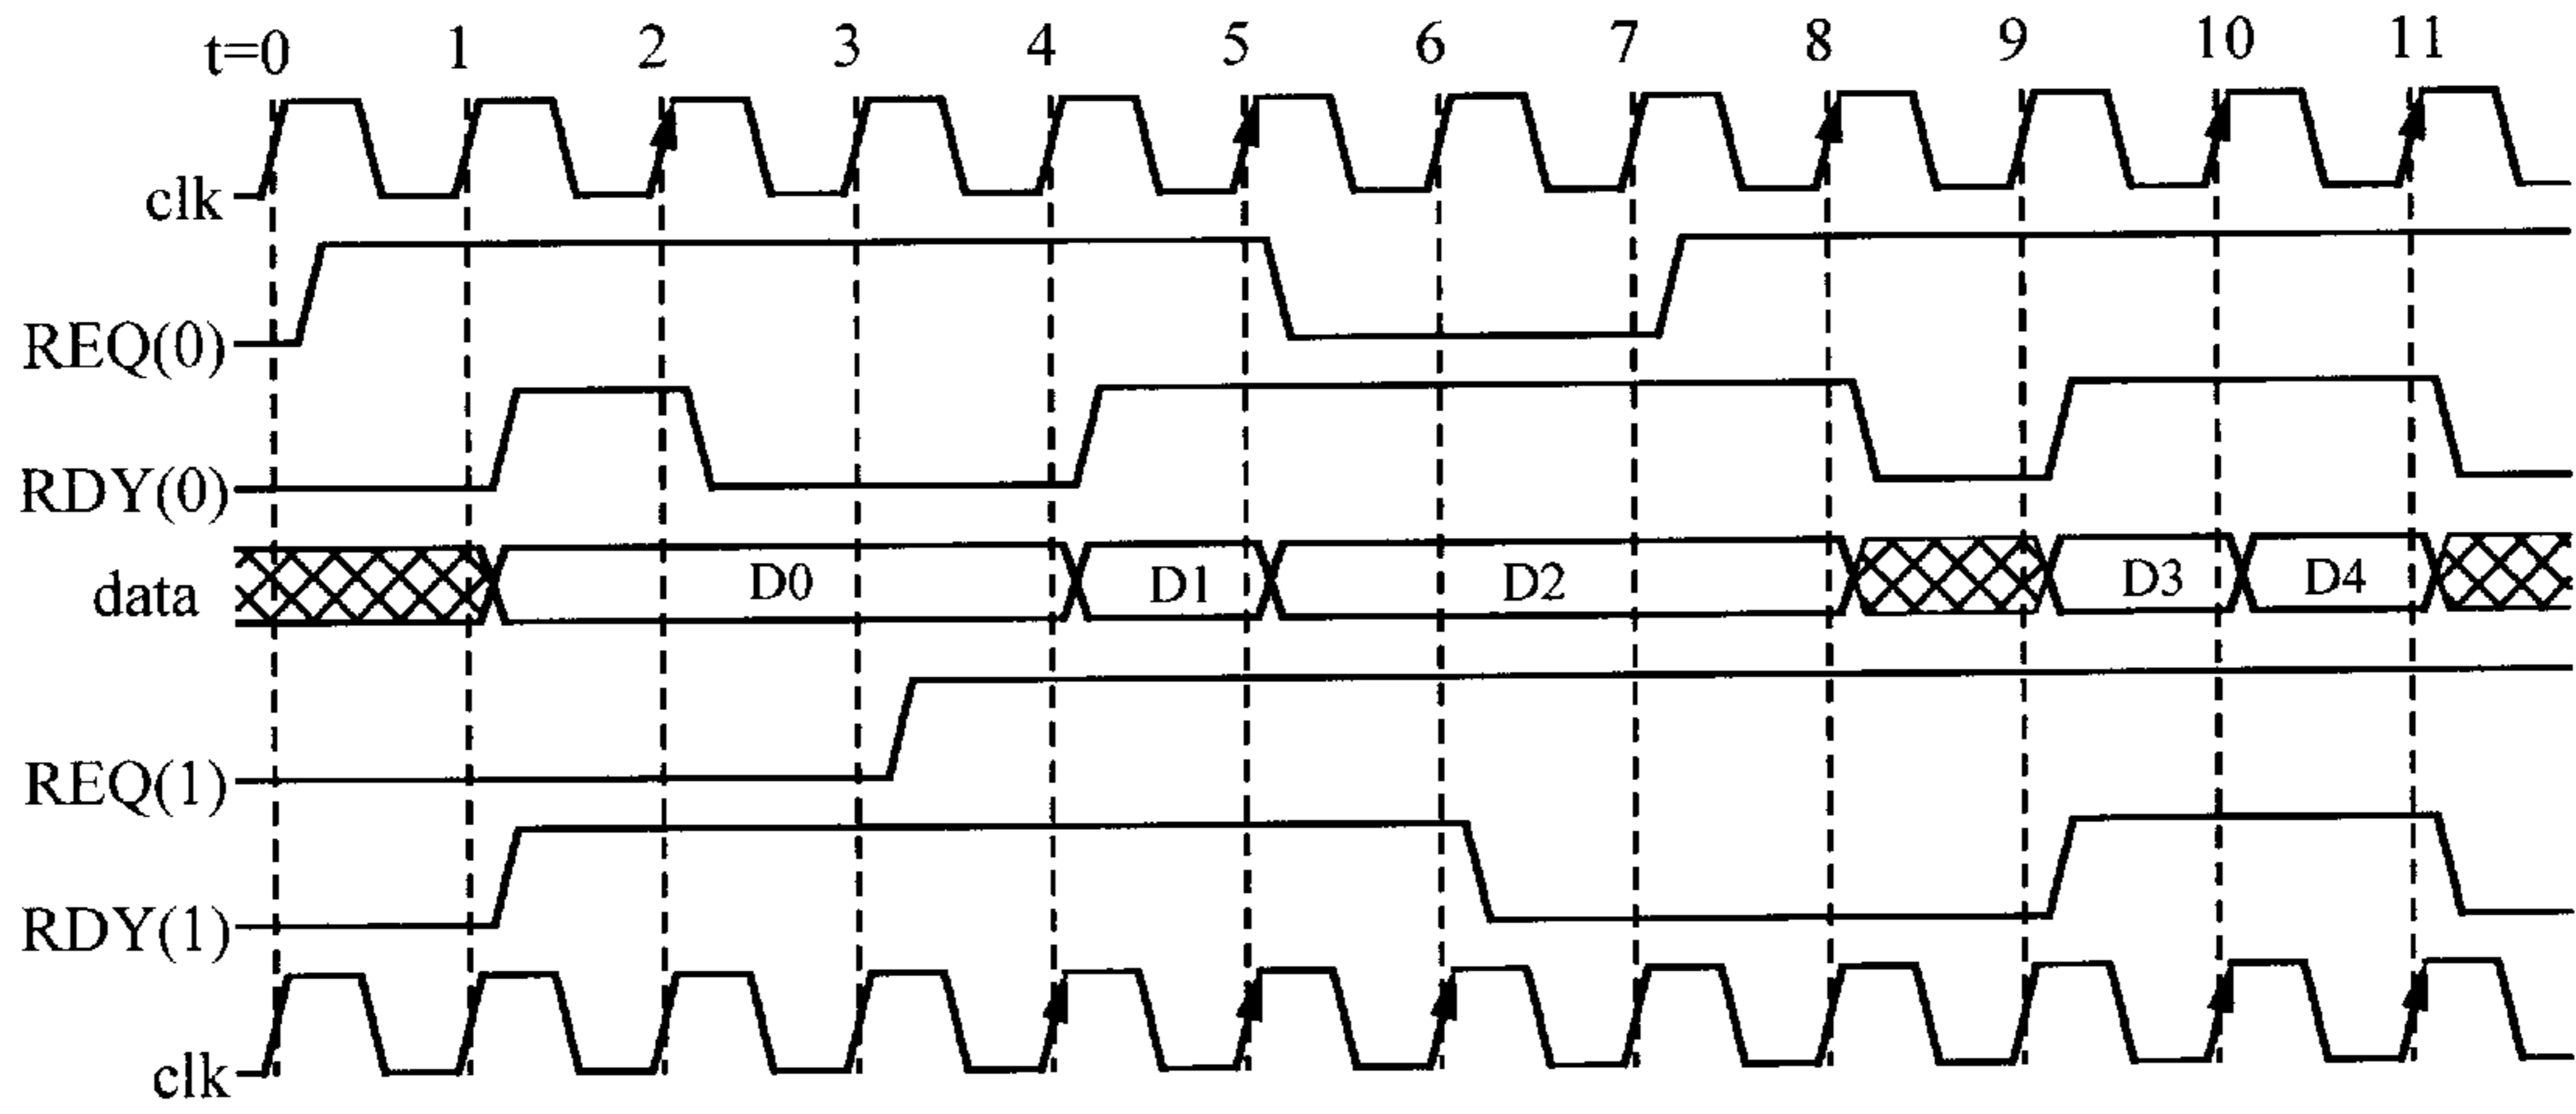 t=0 1 2 3 4 5 6 7 8 9 10 11
clk
REQ(0)
RDY(0)
data D0 D1 D2 D3 D4
REQ(1)
RDY(1)
clk